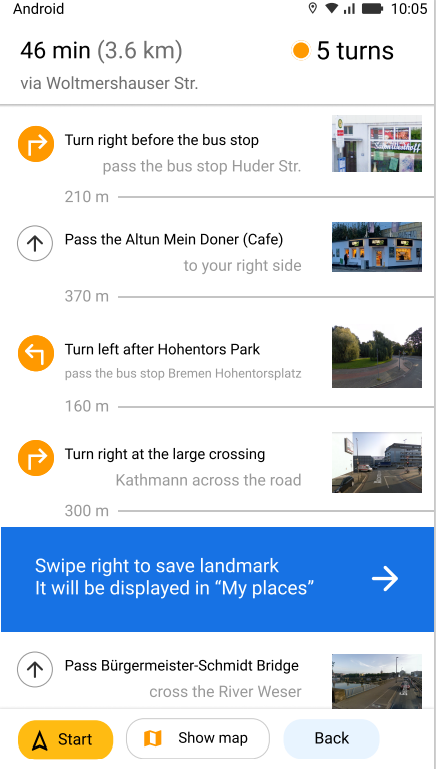 Android 10:05
46 min (3.6 km) 5 turns
via Woltmershauser Str.
Turn right before the bus stop
pass the bus stop Huder Str.
210 m
Pass the Altun Mein Doner (Cafe)
to your right side
370 m
Turn left after Hohentors Park
pass the bus stop Bremen Hohentorsplatz
160 m
Turn right at the large crossing
Kathmann across the road
300 m
Swipe right to save landmark
It will be displayed in “My places”
Pass Bürgermeister-Schmidt Bridge
cross the River Weser
Start Show map Back